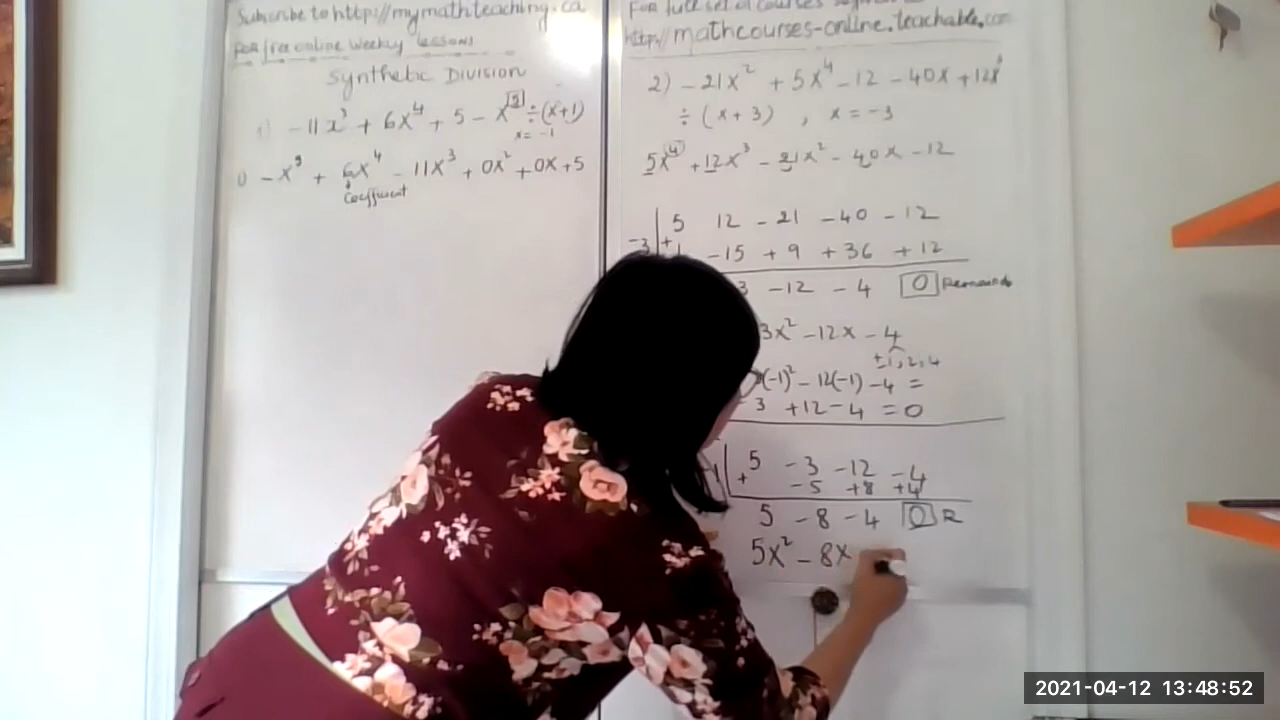 Subscribe to http://mymathteaching.ca
For free online weekly lessons
Synthetic Division
1) -11x³ + 6x⁴ + 5 - x⁵ ÷ (x+1)
x = -1
-x⁵ + 6x⁴ - 11x³ + 0x² + 0x + 5
coefficient
For full set of courses
http://mathcourses-online.teachable.com
2) -21x² + 5x⁴ - 12 - 40x + 12x³
÷ (x + 3) , x = -3
5x⁴ + 12x³ - 21x² - 40x - 12
5 12 -21 -40 -12
-3 + -15 +9 +36 +12
3 -12 -4 0
3x² - 12x - 4
±1, 2, 4
(-1)² - 12(-1) - 4 =
3 +12 - 4 = 0
5 -3 -12 -4
+ -5 +8 +4
5 -8 -4 0 R
5x² - 8x
2021-04-12 13:48:52